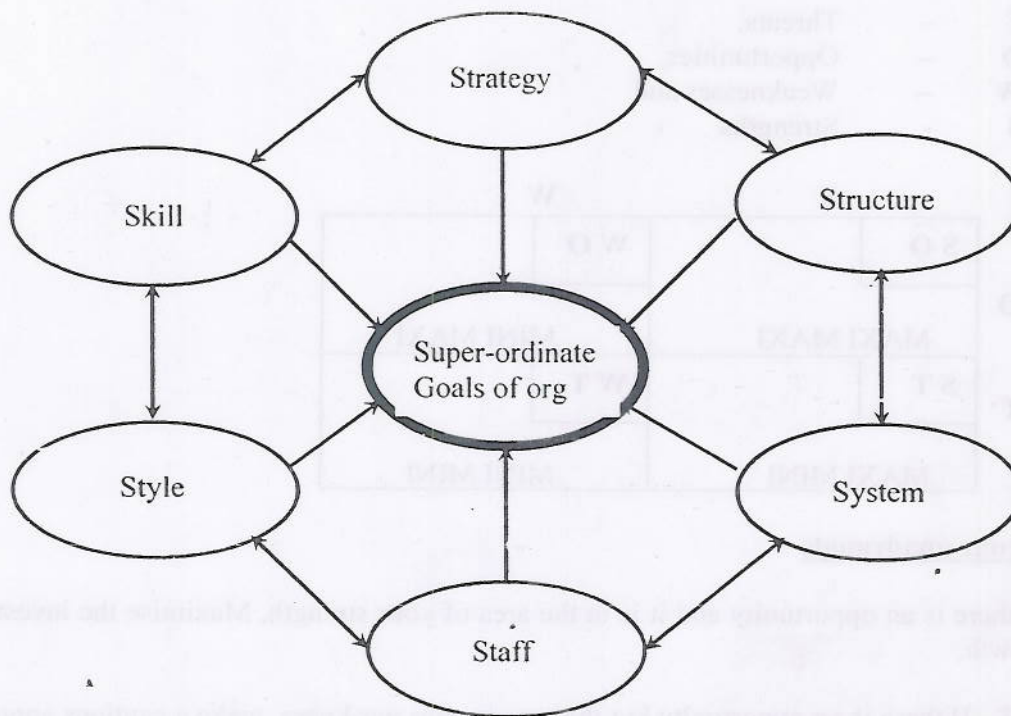 Strategy
Skill
Structure
Super-ordinate
Goals of org
Style
System
Staff